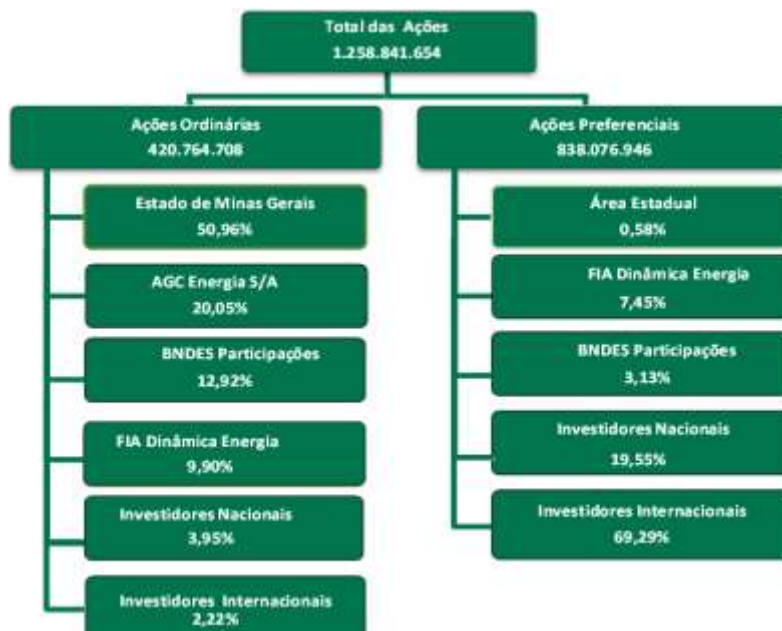 Total das Ações
1.258.841.654
Ações Ordinárias
420.764.708
Estado de Minas Gerais
50,96%
AGC Energia S/A
20,05%
BNDES Participações
12,92%
FIA Dinâmica Energia
9,90%
Investidores Nacionais
3,95%
Investidores Internacionais
2,22%
Ações Preferenciais
838.076.946
Área Estadual
0,58%
FIA Dinâmica Energia
7,45%
BNDES Participações
3,13%
Investidores Nacionais
19,55%
Investidores Internacionais
69,29%